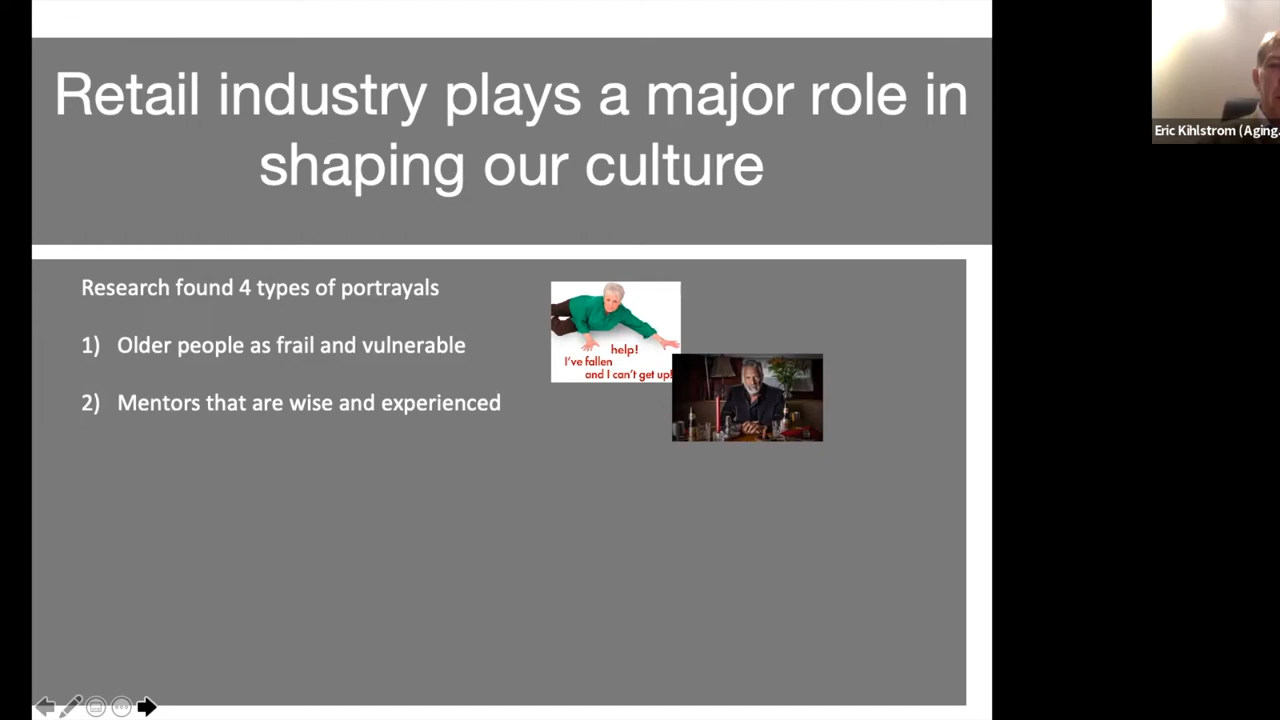 Retail industry plays a major role in
shaping our culture
Research found 4 types of portrayals
1) Older people as frail and vulnerable
2) Mentors that are wise and experienced
help!
I've fallen
and I can't get up!
Eric Kihlstrom (Aging.